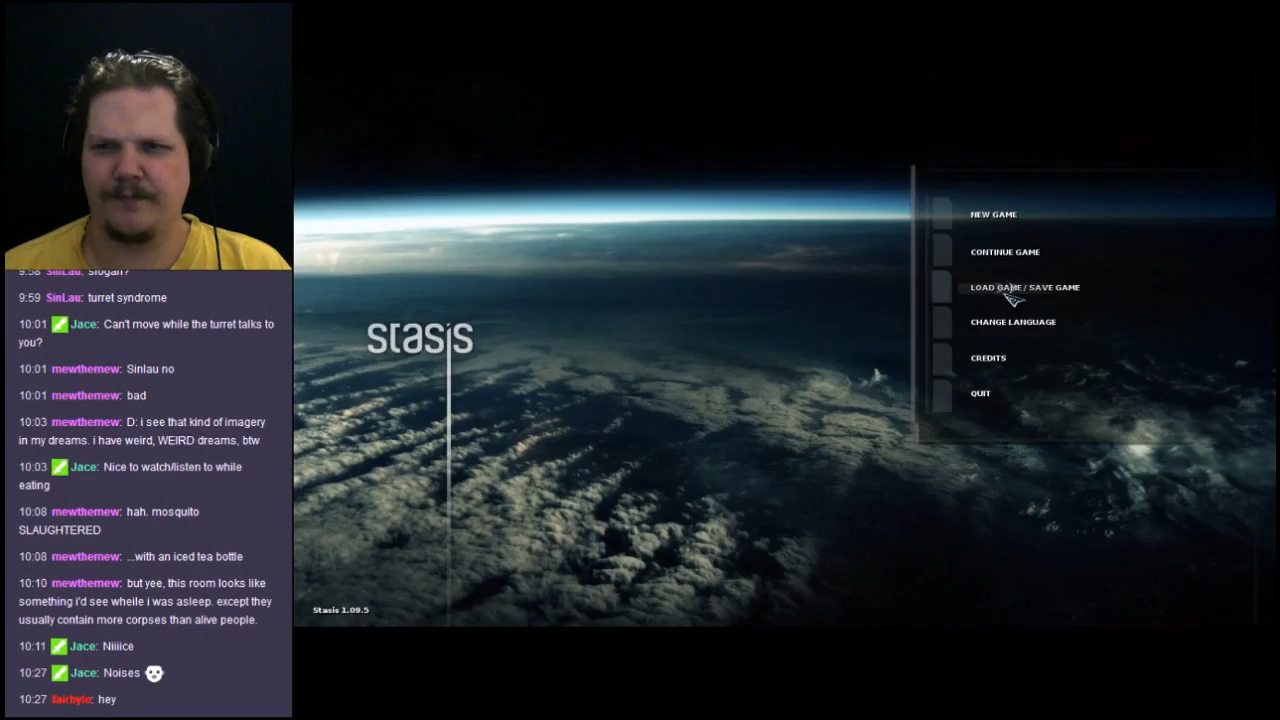 9:58 SinLau: slogan?
9:59 SinLau: turret syndrome
10:01 Jace: Can't move while the turret talks to
you?
10:01 mewthemew: Sinlau no
10:01 mewthemew: bad
10:03 mewthemew: D: i see that kind of imagery
in my dreams. i have weird, WEIRD dreams, btw
10:03 Jace: Nice to watch/listen to while
eating
10:08 mewthemew: hah. mosquito
SLAUGHTERED
10:08 mewthemew: ...with an iced tea bottle
10:10 mewthemew: but yee, this room looks like
something i'd see wheile i was asleep. except they
usually contain more corpses than alive people.
10:11 Jace: Niiiice
10:27 Jace: Noises
10:27 fairbyte: hey
stasis
Stasis 1.09.5
NEW GAME
CONTINUE GAME
LOAD GAME / SAVE GAME
CHANGE LANGUAGE
CREDITS
QUIT